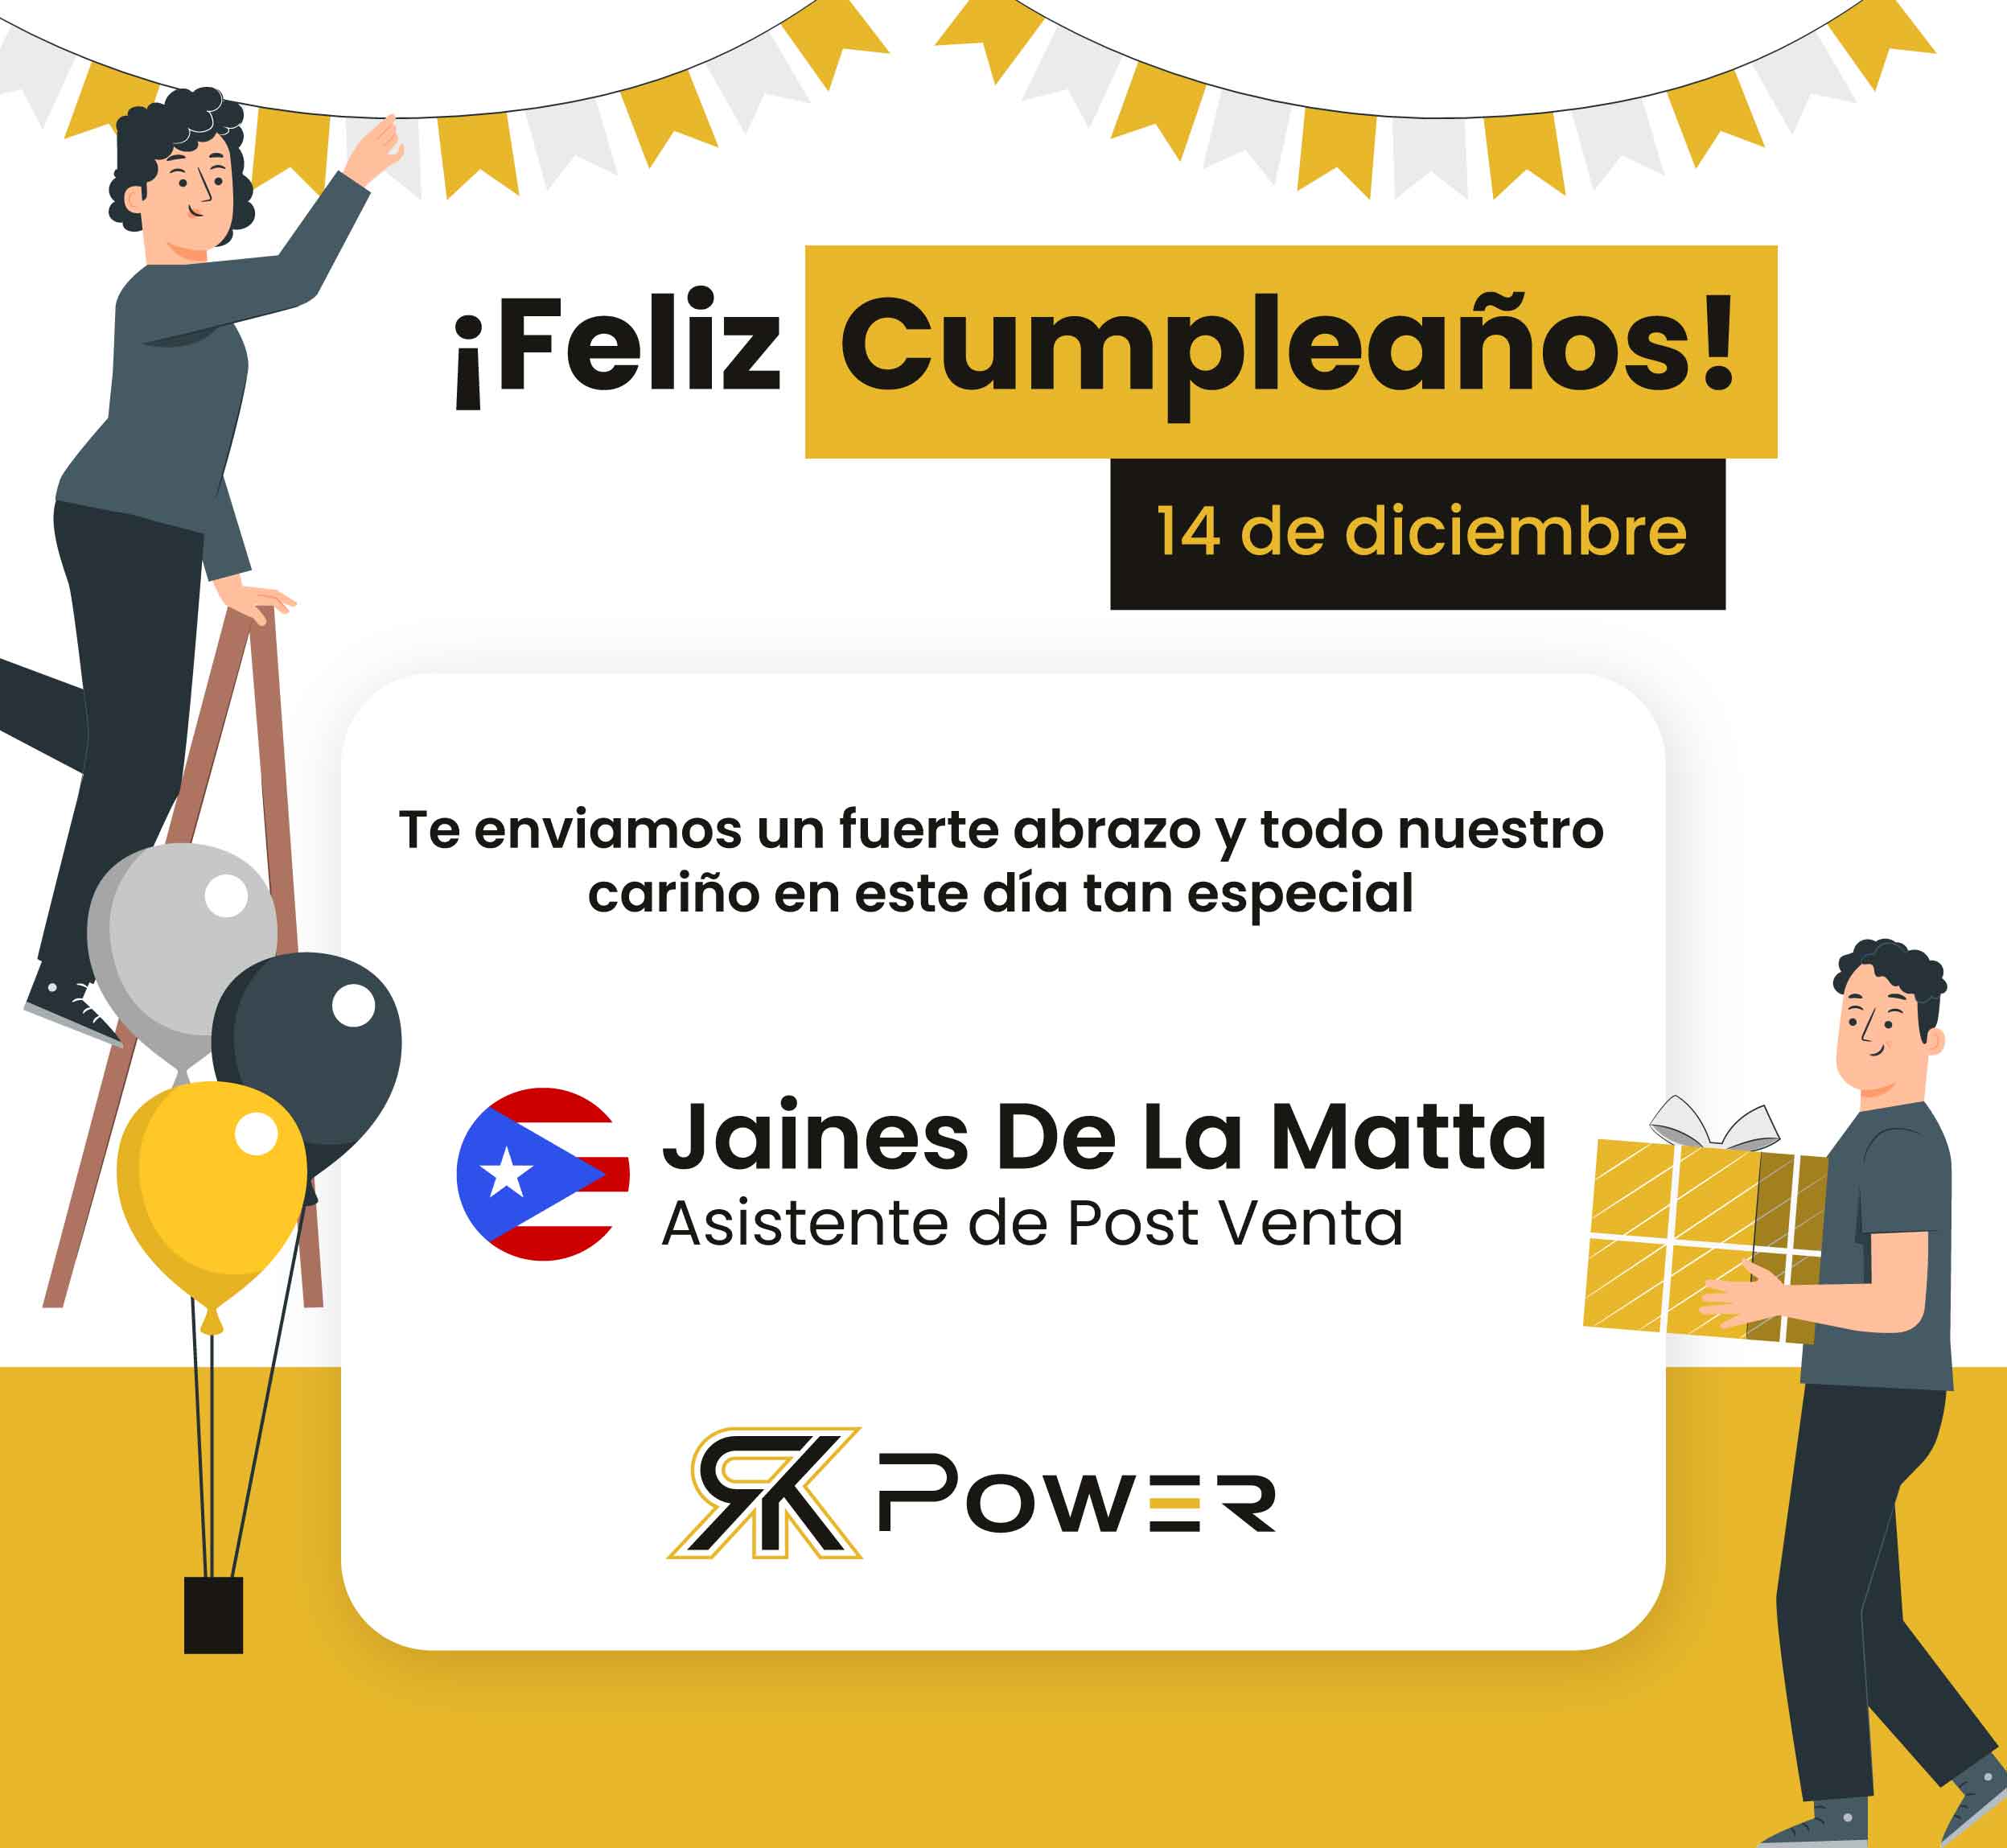 ¡Feliz Cumpleaños!
14 de diciembre
Te enviamos un fuerte abrazo y todo nuestro
cariño en este día tan especial
Jaines De La Matta
Asistente de Post Venta
RK Power